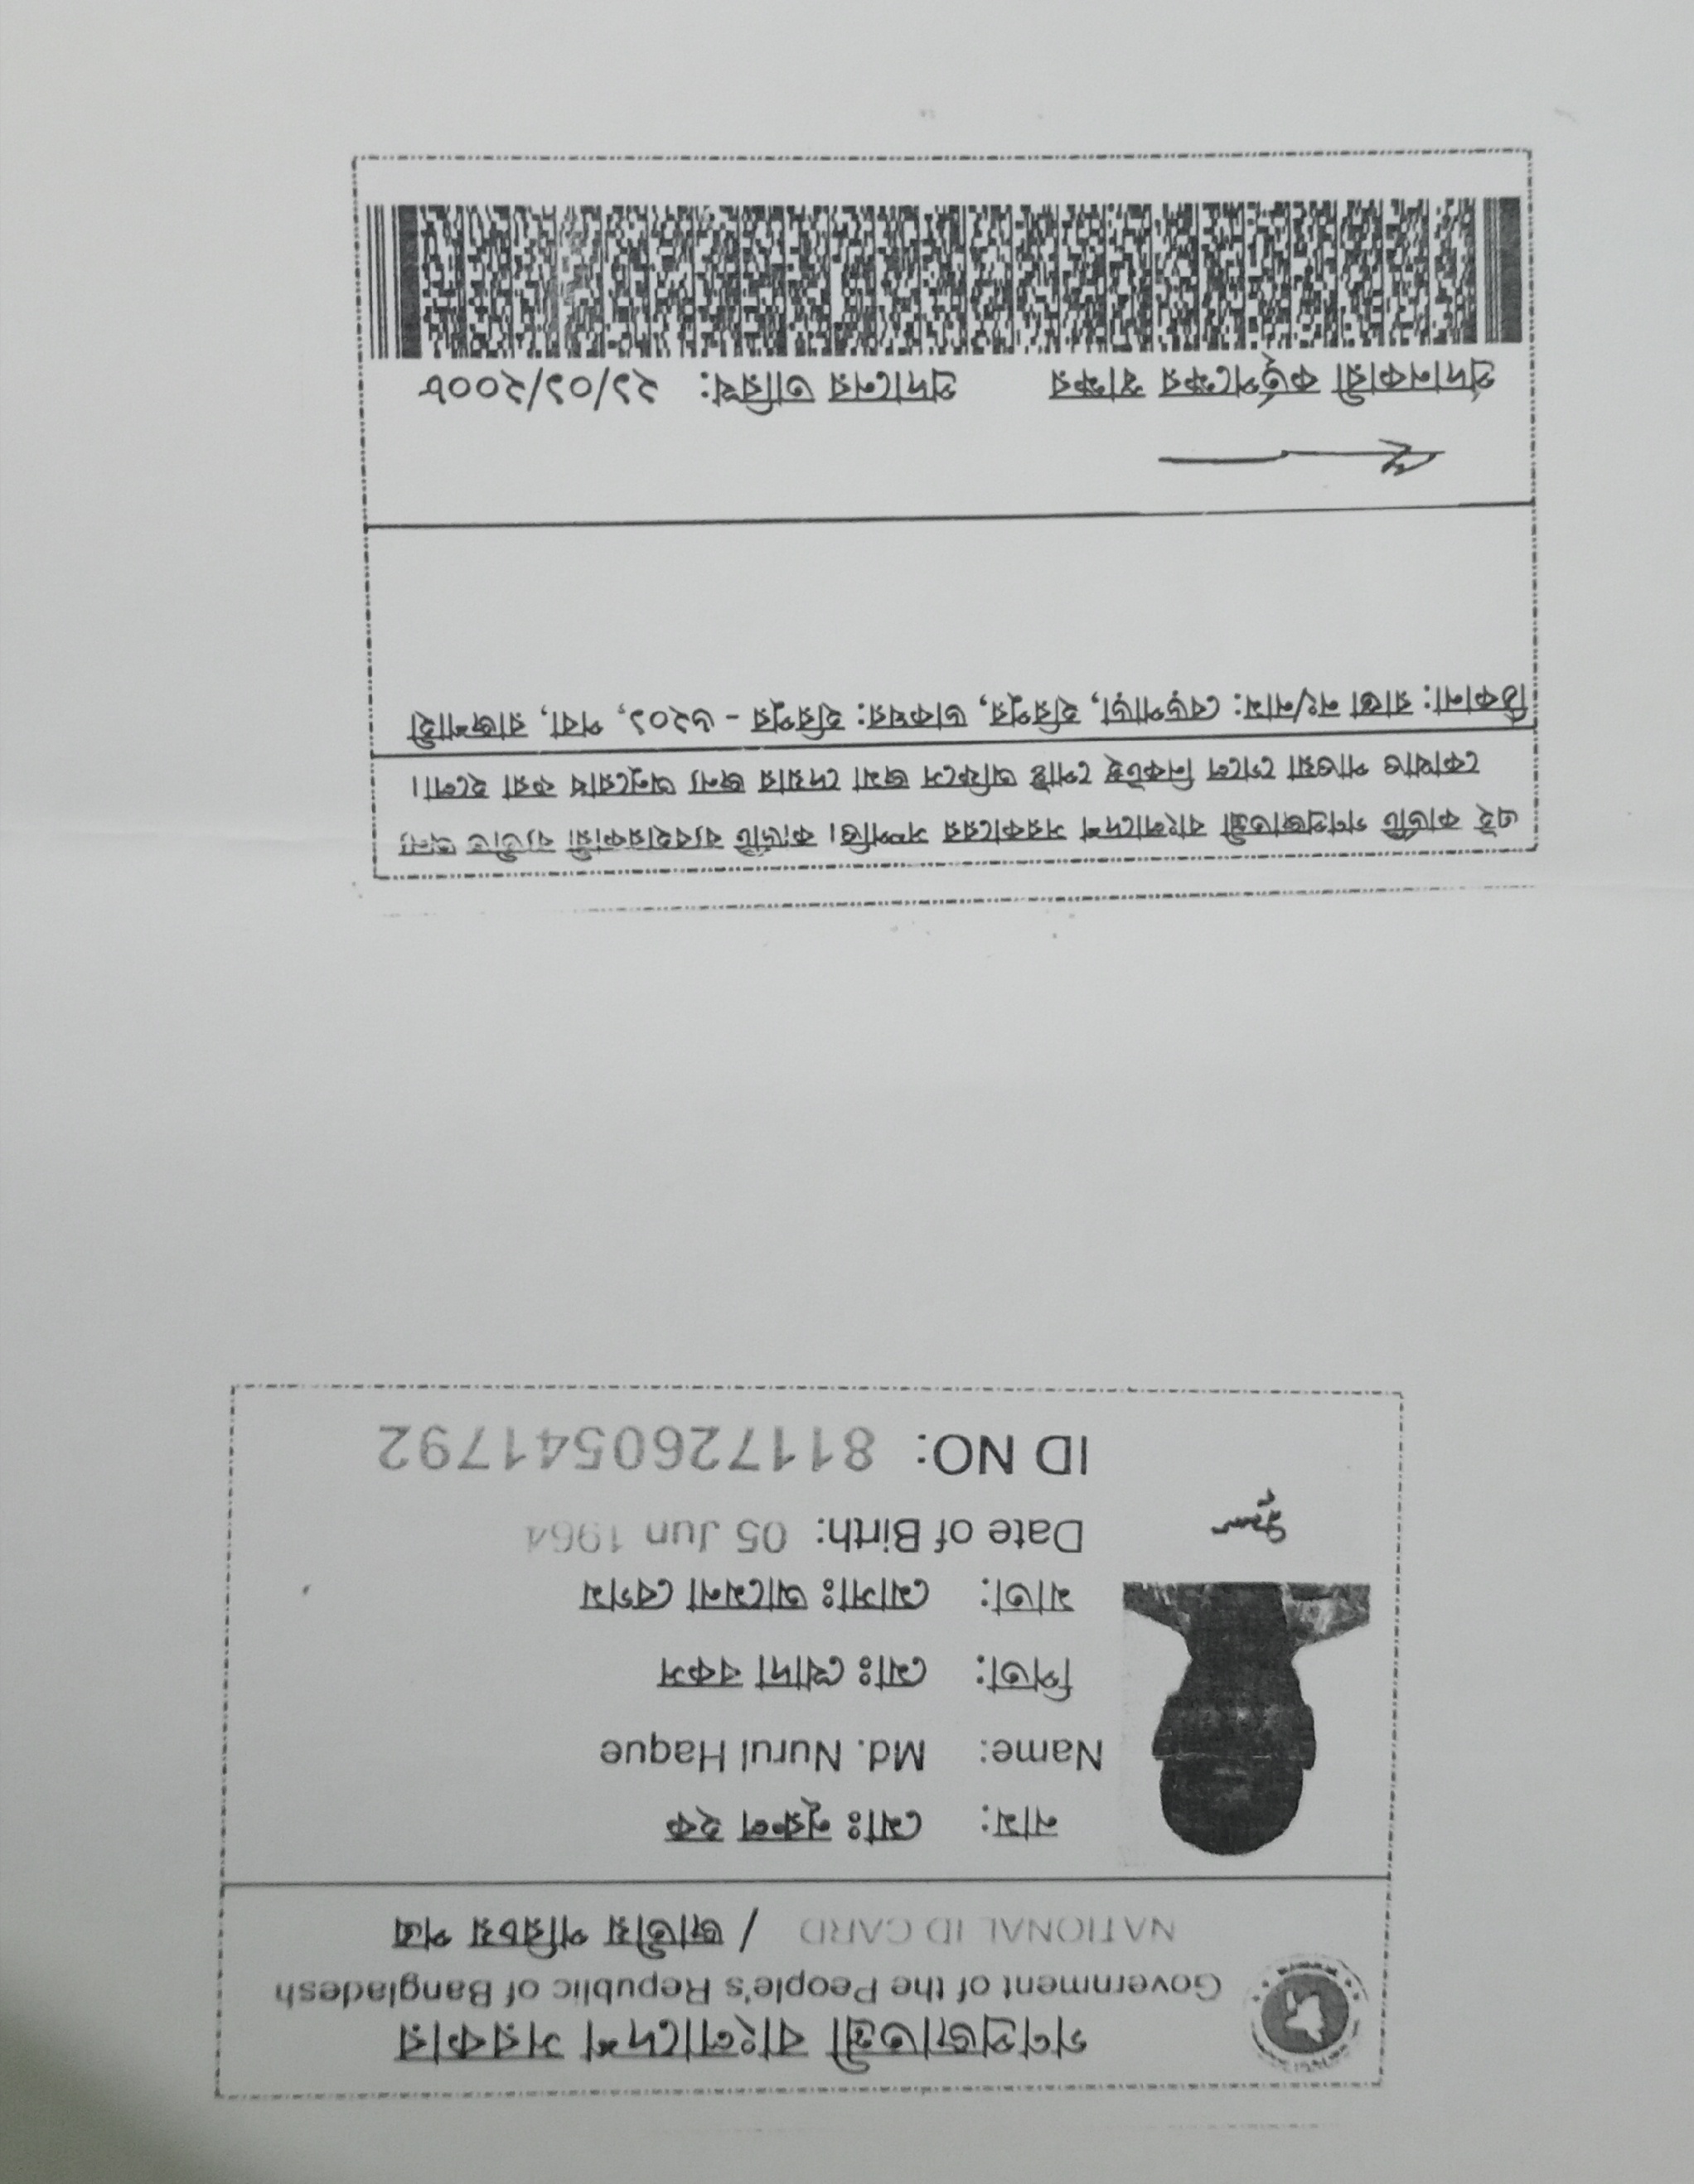 গণপ্রজাতন্ত্রী বাংলাদেশ সরকার
Government of the People's Republic of Bangladesh
NATIONAL ID CARD / জাতীয় পরিচয় পত্র
নাম: মোঃ নুরুল হক
Name: Md. Nurul Haque
পিতা: মোঃ খোদা বকস
মাতা: মোসাঃ আমেনা বেগম
Date of Birth: 05 Jun 1964
ID NO: 8117260541792
এই কার্ডটি গণপ্রজাতন্ত্রী বাংলাদেশ সরকারের সম্পত্তি। কার্ডটি ব্যবহারকারী ব্যতীত অন্য
কোথাও পাওয়া গেলে নিকটস্থ পোষ্ট অফিসে জমা দেয়ার জন্য অনুরোধ করা হলো।
ঠিকানা: রাস্তা নং/নাম: বেড়পাড়া, হরিপুর, ডাকঘর: হরিপুর - ৬২০১, পবা, রাজশাহী
প্রদানকারী কর্তৃপক্ষের স্বাক্ষর প্রদানের তারিখ: ২১/০১/২০০৮